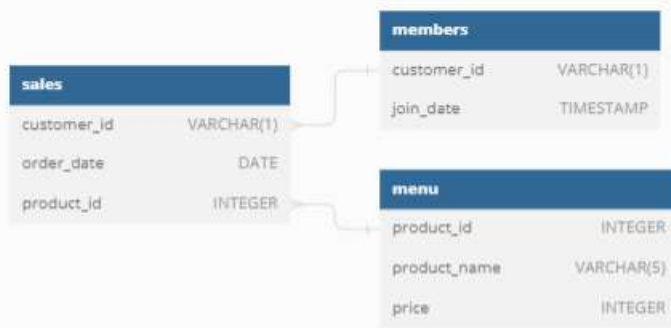 sales
customer_id VARCHAR(1)
order_date DATE
product_id INTEGER
members
customer_id VARCHAR(1)
join_date TIMESTAMP
menu
product_id INTEGER
product_name VARCHAR(5)
price INTEGER